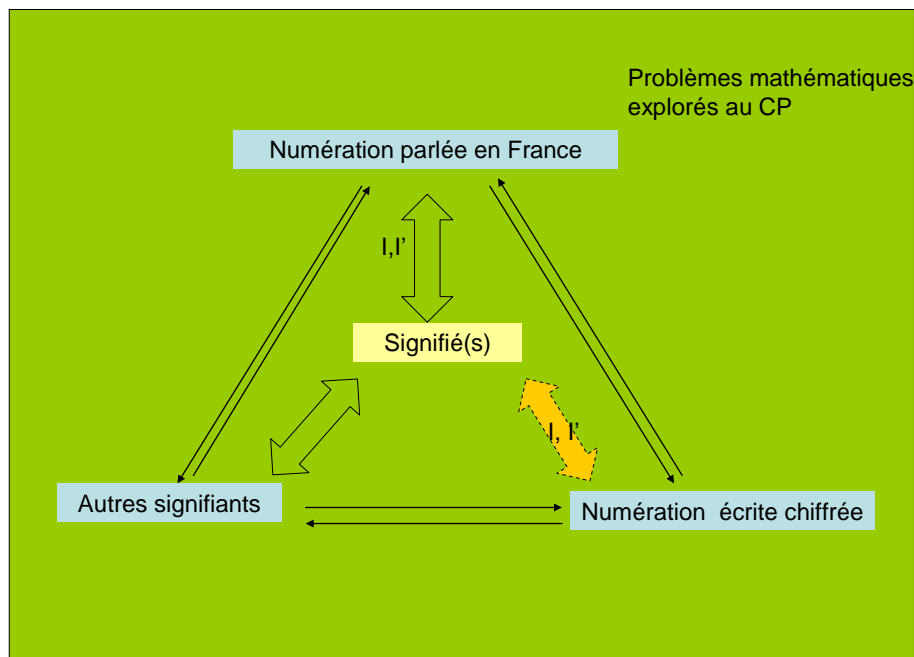 Problèmes mathématiques
explorés au CP
Numération parlée en France
I,I’
Signifié(s)
I, I’
Autres signifiants
Numération écrite chiffrée